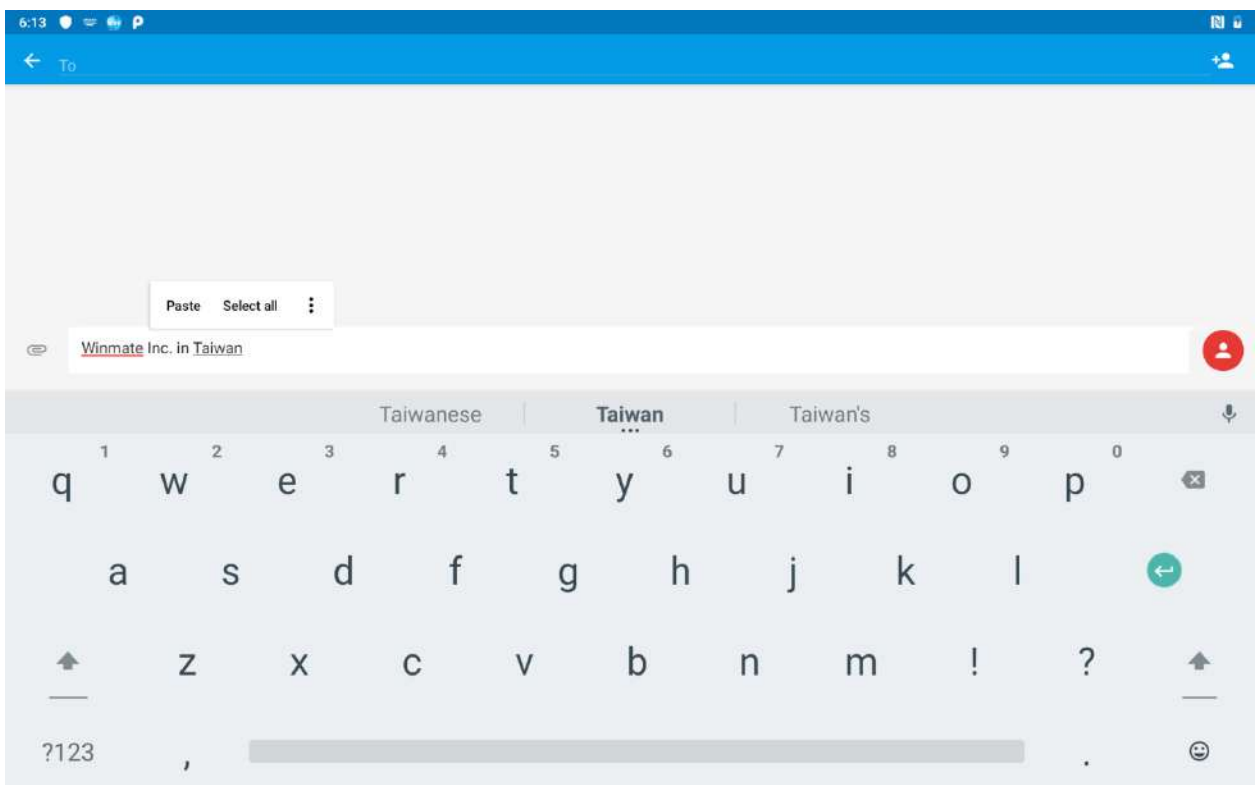 6:13
To
Paste Select all
Winmate Inc. in Taiwan
Taiwanese Taiwan Taiwan's
1 2 3 4 5 6 7 8 9 0
q w e r t y u i o p
a s d f g h j k l
z x c v b n m ! ?
?123 , .